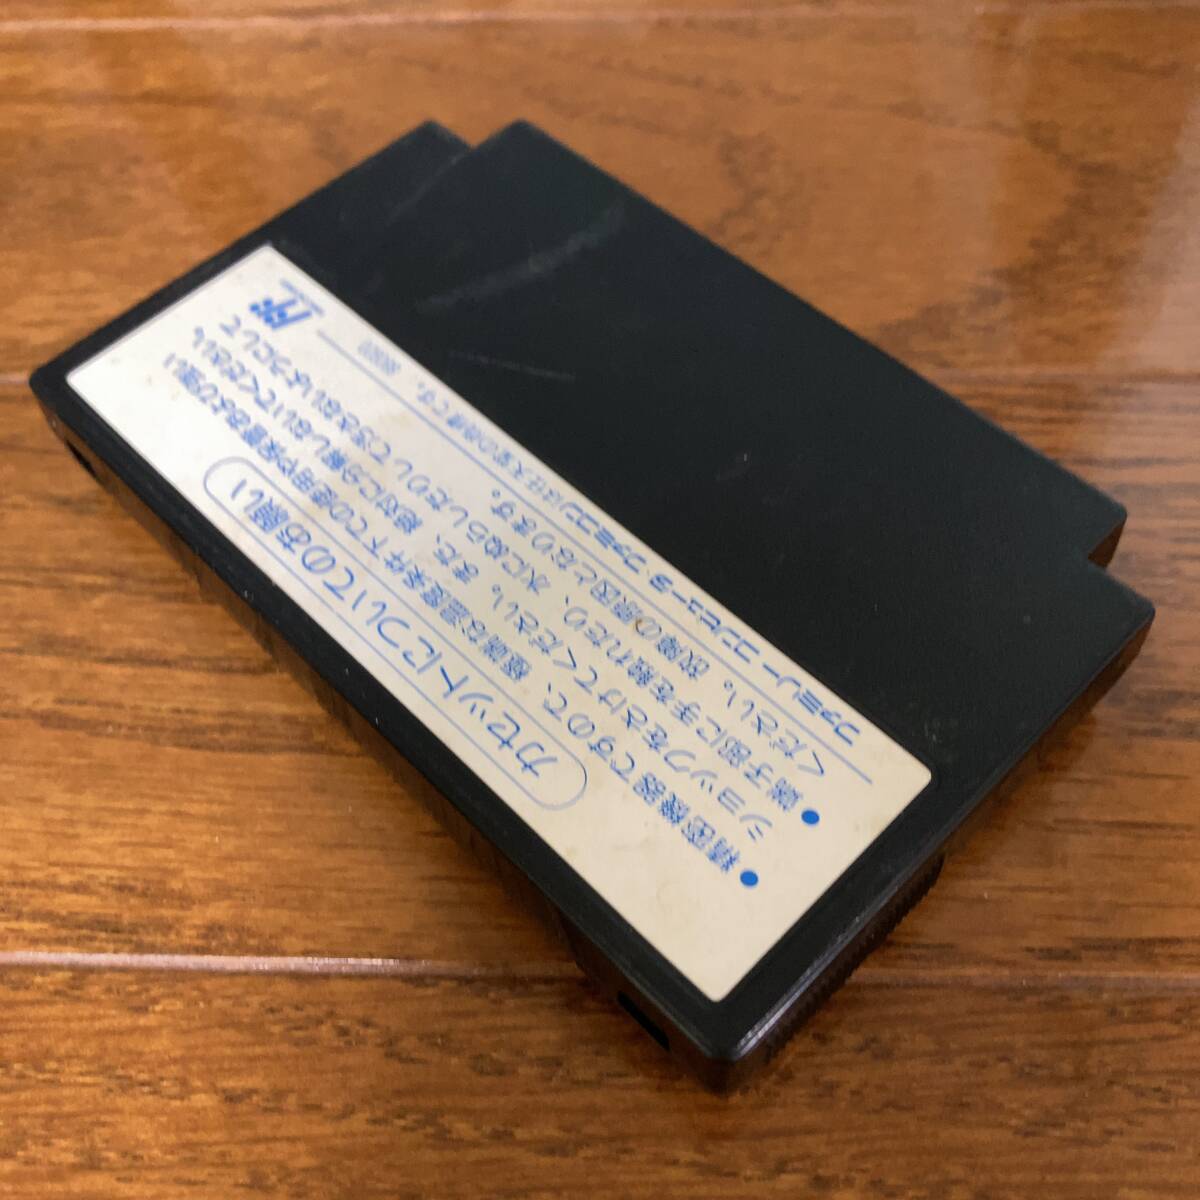 カセットについてのお願い
●精密機器ですので、極端な温度条件下での使用や保管および強い
ショックをさけてください。また、絶対に分解しないでください。
●端子部に手を触れたり、水にぬらしたりして汚さないようにして
ください。故障の原因となります。
ファミリーコンピュータ ファミコンは任天堂の商標です。